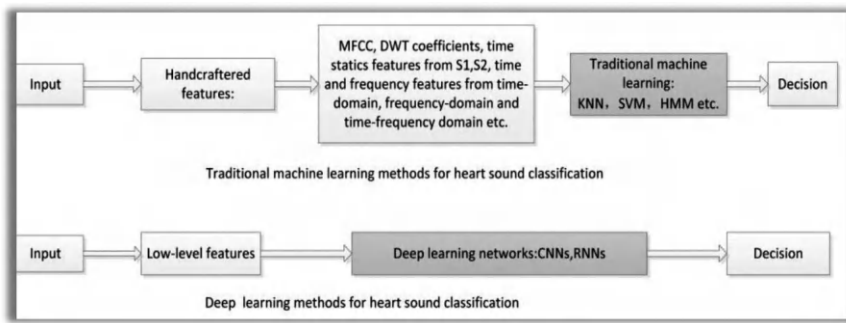 Input
Handcraftered
features:
MFCC, DWT coefficients, time
statics features from S1,S2, time
and frequency features from time-
domain, frequency-domain and
time-frequency domain etc.
Traditional machine
learning:
KNN，SVM，HMM etc.
Decision
Traditional machine learning methods for heart sound classification
Input
Low-level features
Deep learning networks:CNNs,RNNs
Decision
Deep learning methods for heart sound classification